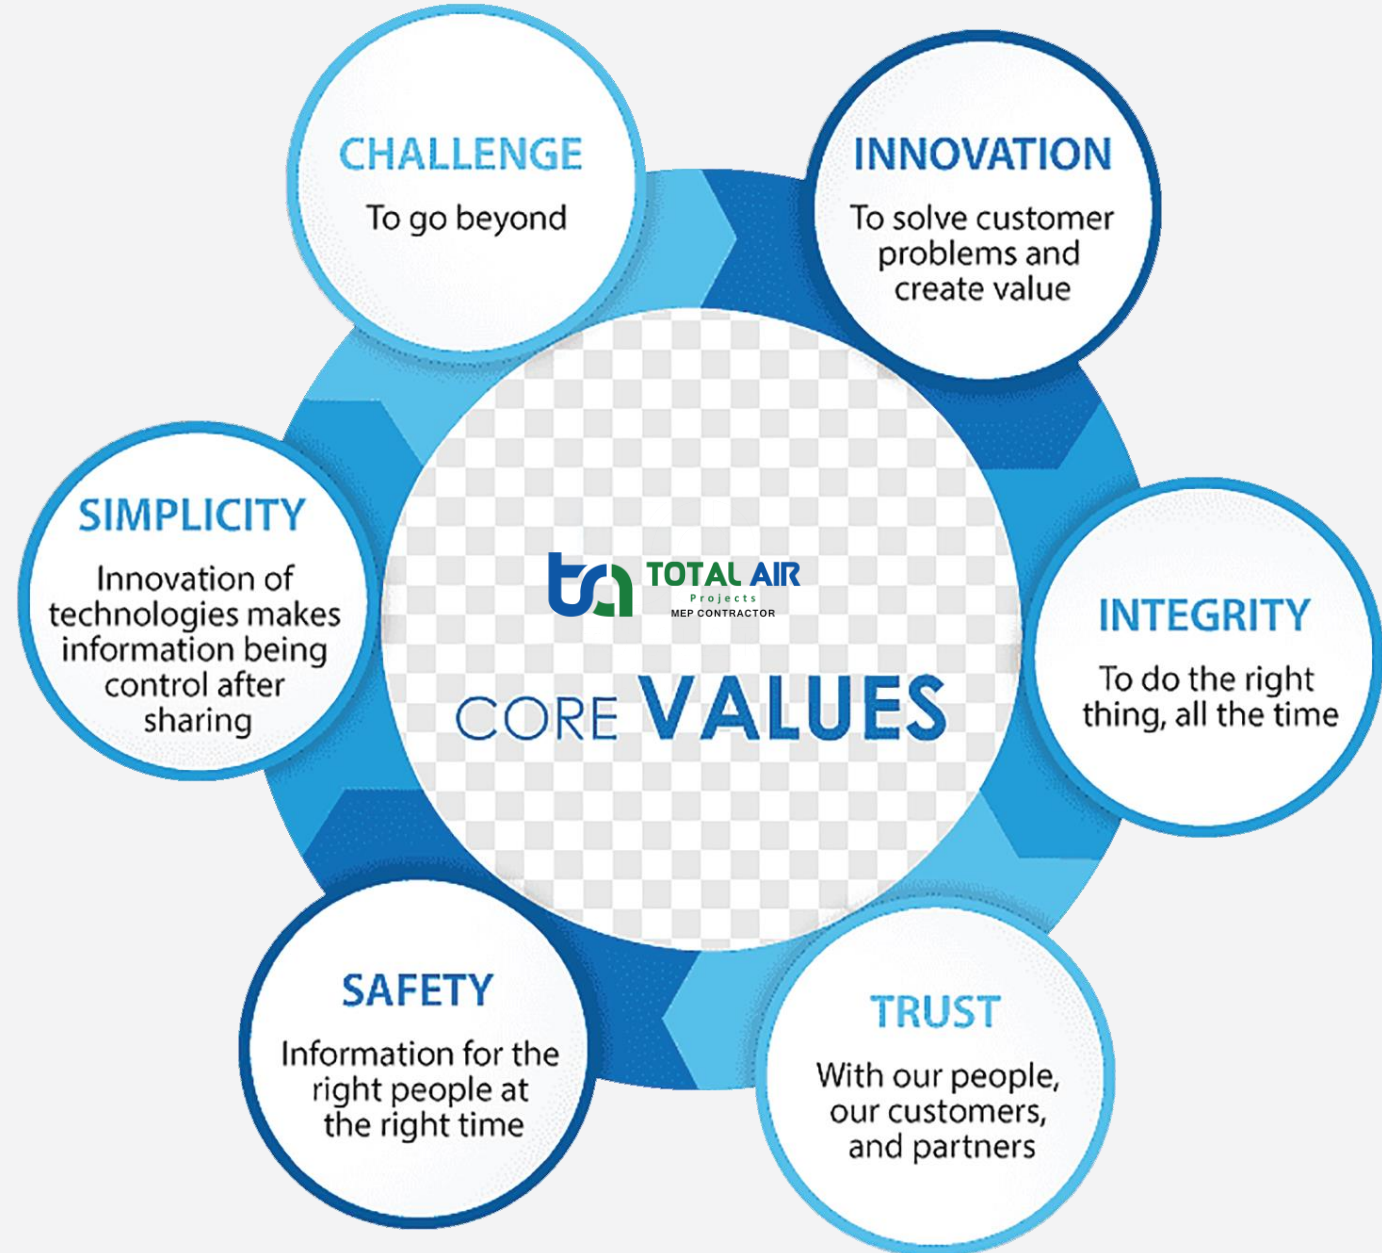 CHALLENGE
To go beyond
INNOVATION
To solve customer
problems and
create value
INTEGRITY
To do the right
thing, all the time
TRUST
With our people,
our customers,
and partners
SAFETY
Information for the
right people at
the right time
SIMPLICITY
Innovation of
technologies makes
information being
control after
sharing
ta TOTAL AIR
Projects
MEP CONTRACTOR
CORE VALUES